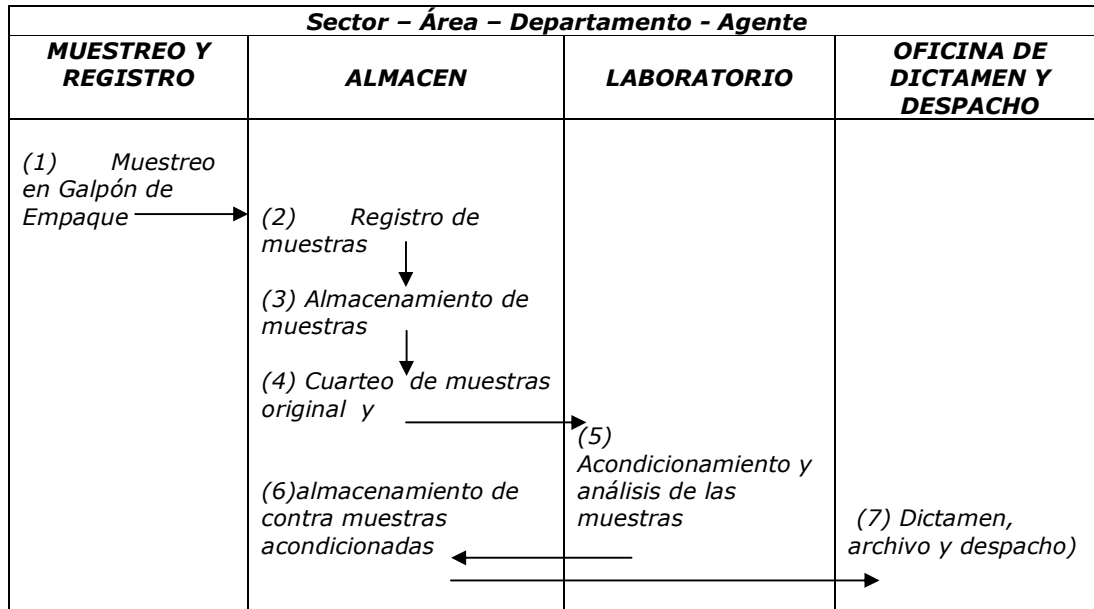 Sector – Área – Departamento - Agente
MUESTREO Y
REGISTRO
ALMACEN
LABORATORIO
OFICINA DE
DICTAMEN Y
DESPACHO
(1) Muestreo
en Galpón de
Empaque
(2) Registro de
muestras
(3) Almacenamiento de
muestras
(4) Cuarteo de muestras
original y
(5)
Acondicionamiento y
análisis de las
muestras
(6)almacenamiento de
contra muestras
acondicionadas
(7) Dictamen,
archivo y despacho)